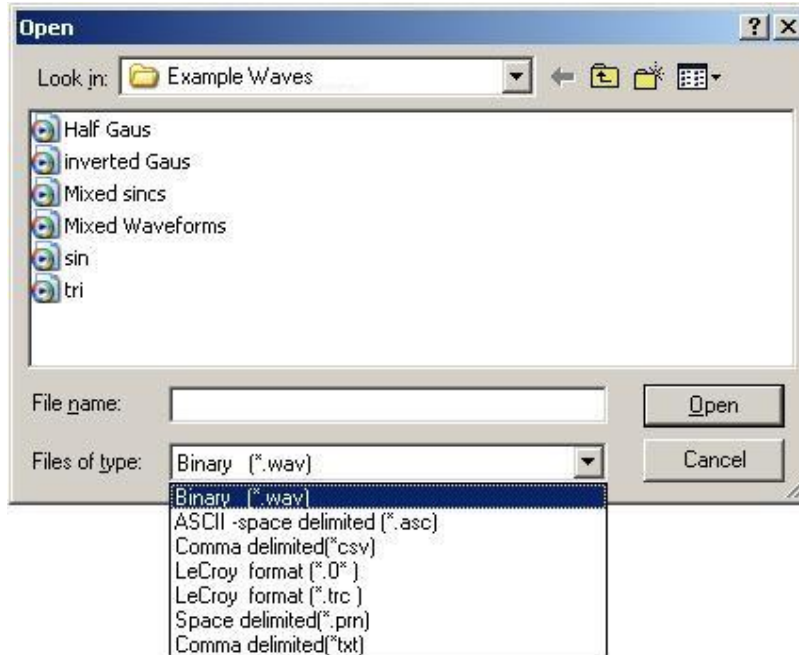 Open
Look in: Example Waves
Half Gaus
inverted Gaus
Mixed sincs
Mixed Waveforms
sin
tri
File name:
Open
Files of type: Binary (*.wav)
Cancel
Binary (*.wav)
ASCII -space delimited (*.asc)
Comma delimited(*csv)
LeCroy format (*.0* )
LeCroy format (*.trc )
Space delimited(*.prn)
Comma delimited(*txt)